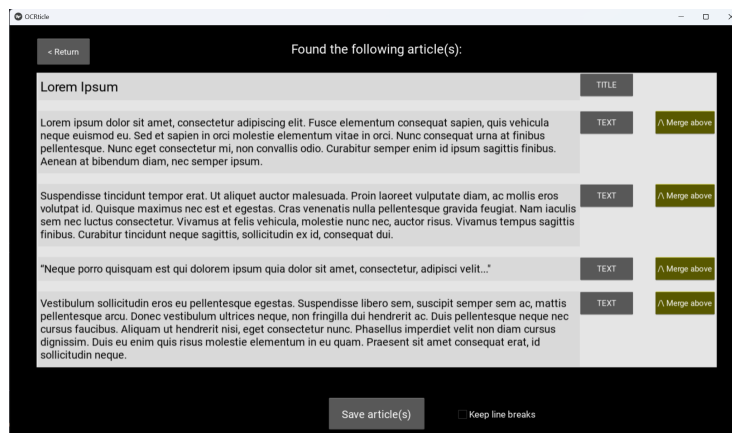 OCRticle
< Return
Found the following article(s):
Lorem Ipsum
TITLE
Lorem ipsum dolor sit amet, consectetur adipiscing elit. Fusce elementum consequat sapien, quis vehicula
neque euismod eu. Sed et sapien in orci molestie elementum vitae in orci. Nunc consequat urna at finibus
pellentesque. Nunc eget consectetur mi, non convallis odio. Curabitur semper enim id ipsum sagittis finibus.
Aenean at bibendum diam, nec semper ipsum.
TEXT
/\ Merge above
Suspendisse tincidunt tempor erat. Ut aliquet auctor malesuada. Proin laoreet vulputate diam, ac mollis eros
volutpat id. Quisque maximus nec est et egestas. Cras venenatis nulla pellentesque gravida feugiat. Nam iaculis
sem nec luctus consectetur. Vivamus at felis vehicula, molestie nunc nec, auctor risus. Vivamus tempus sagittis
finibus. Curabitur tincidunt neque sagittis, sollicitudin ex id, consequat dui.
TEXT
/\ Merge above
“Neque porro quisquam est qui dolorem ipsum quia dolor sit amet, consectetur, adipisci velit..."
TEXT
/\ Merge above
Vestibulum sollicitudin eros eu pellentesque egestas. Suspendisse libero sem, suscipit semper sem ac, mattis
pellentesque arcu. Donec vestibulum ultrices neque, non fringilla dui hendrerit ac. Duis pellentesque neque nec
cursus faucibus. Aliquam ut hendrerit nisi, eget consectetur nunc. Phasellus imperdiet velit non diam cursus
dignissim. Duis eu enim quis risus molestie elementum in eu quam. Praesent sit amet consequat erat, id
sollicitudin neque.
TEXT
/\ Merge above
Save article(s)
Keep line breaks